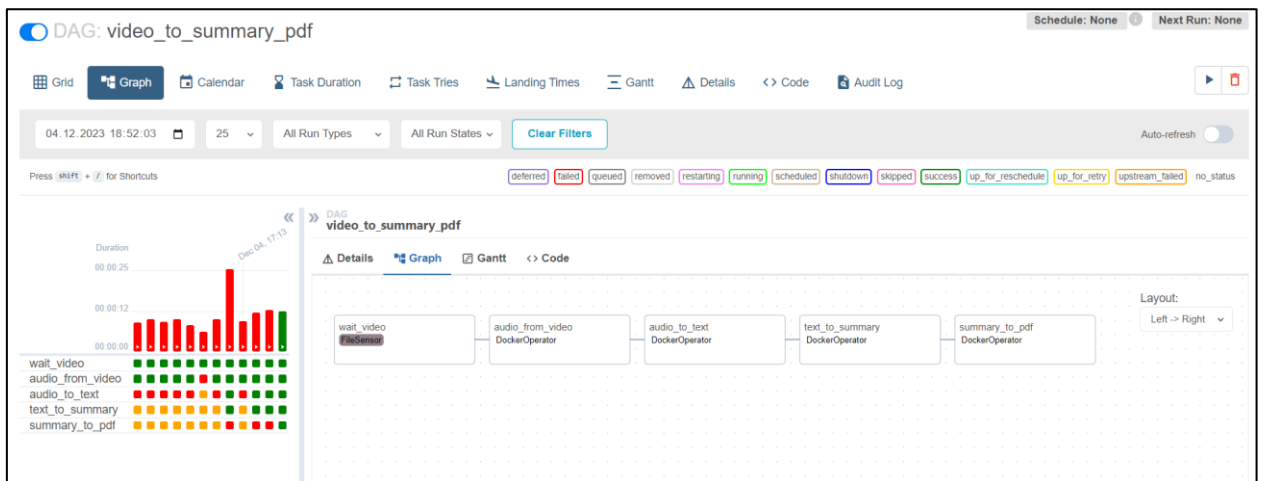 DAG: video_to_summary_pdf
Schedule: None
Next Run: None
Grid
Graph
Calendar
Task Duration
Task Tries
Landing Times
Gantt
Details
<> Code
Audit Log
04.12.2023 18:52:03
25
All Run Types
All Run States
Clear Filters
Auto-refresh
Press shift + / for Shortcuts
deferred failed queued removed restarting running scheduled shutdown skipped success up_for_reschedule up_for_retry upstream_failed no_status
Dec 04, 17:13
Duration
00:00:25
00:00:12
00:00:00
wait_video
audio_from_video
audio_to_text
text_to_summary
summary_to_pdf
DAG
video_to_summary_pdf
Details
Graph
Gantt
<> Code
Layout:
Left -> Right
wait_video
FileSensor
audio_from_video
DockerOperator
audio_to_text
DockerOperator
text_to_summary
DockerOperator
summary_to_pdf
DockerOperator